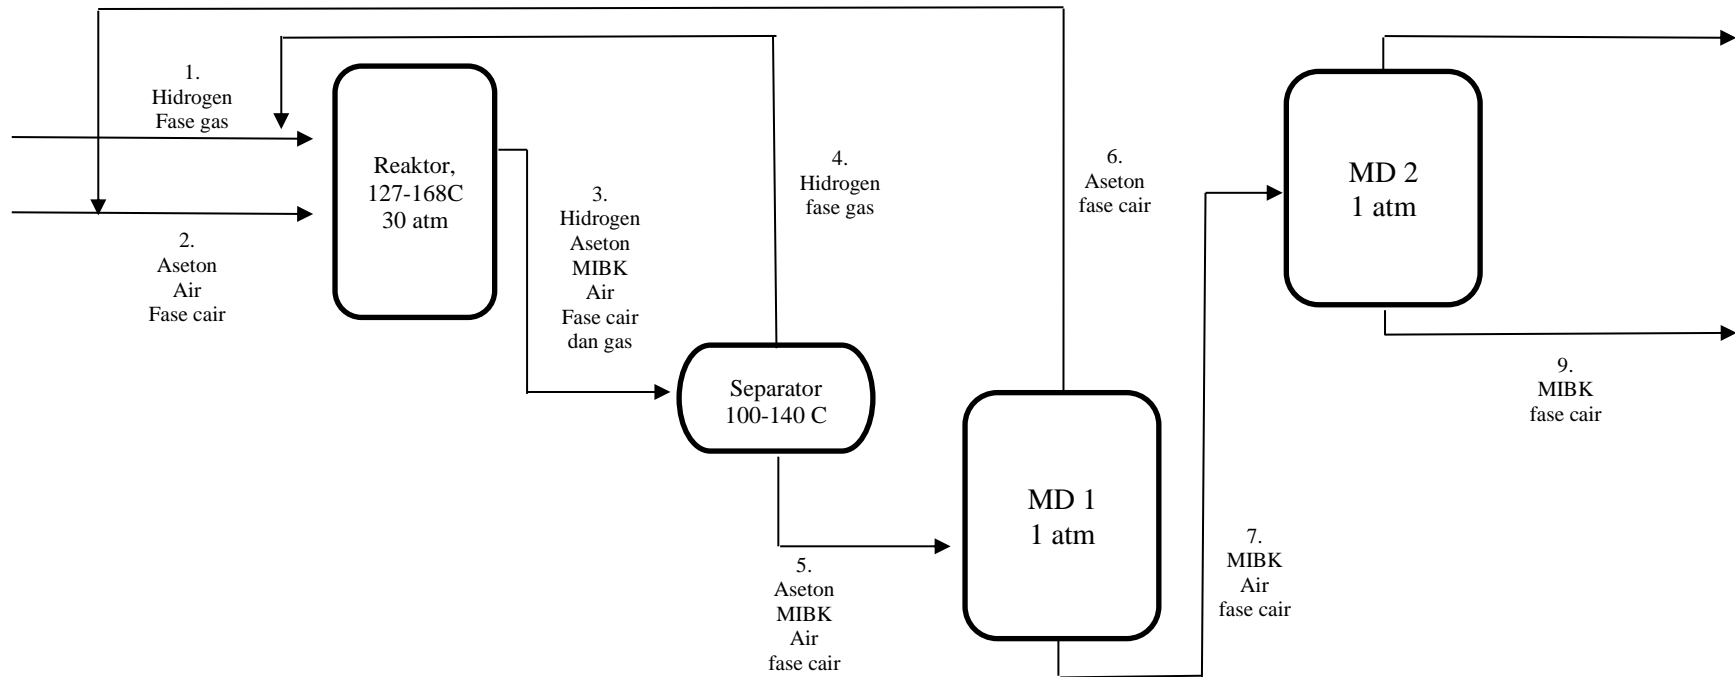 1.
Hidrogen
Fase gas
2.
Aseton
Air
Fase cair
Reaktor,
127-168C
30 atm
3.
Hidrogen
Aseton
MIBK
Air
Fase cair
dan gas
4.
Hidrogen
fase gas
Separator
100-140 C
5.
Aseton
MIBK
Air
fase cair
6.
Aseton
fase cair
MD 1
1 atm
7.
MIBK
Air
fase cair
MD 2
1 atm
9.
MIBK
fase cair